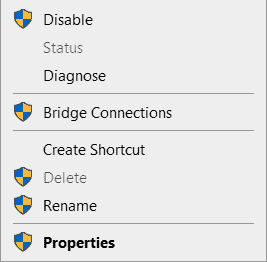 Disable
Status
Diagnose
Bridge Connections
Create Shortcut
Delete
Rename
Properties